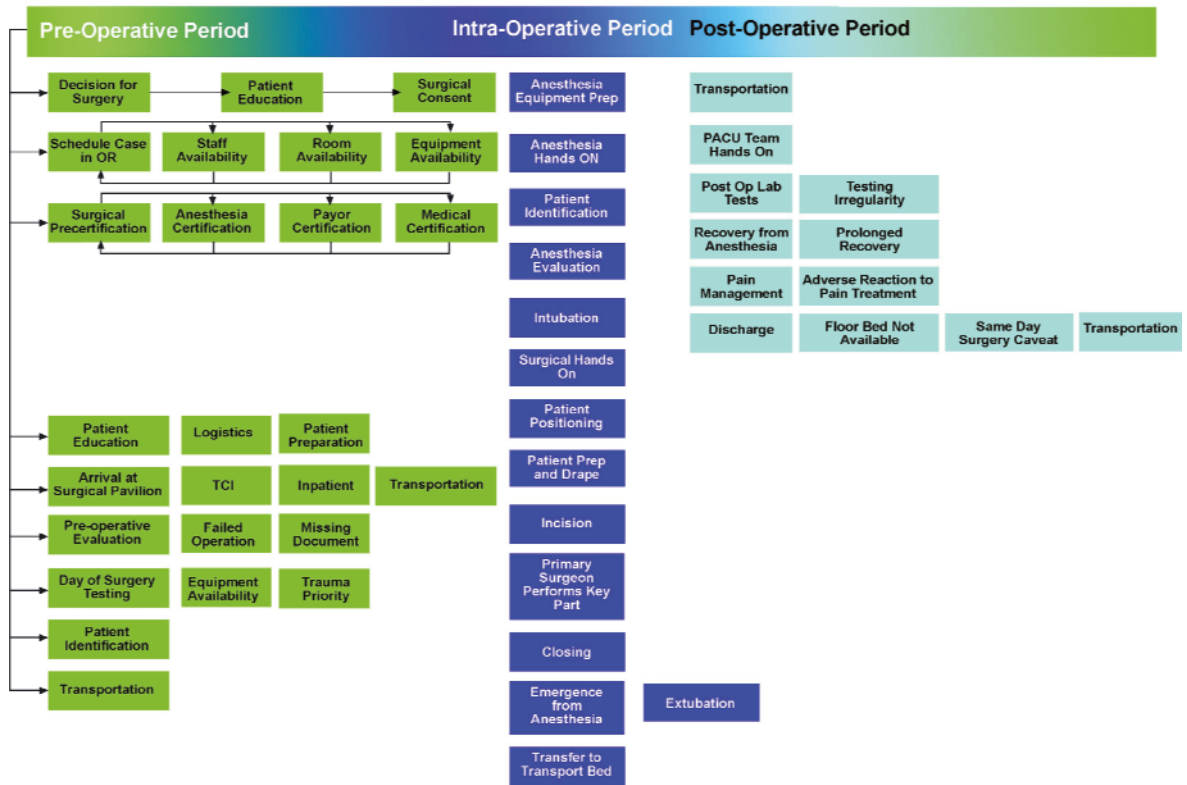 Pre-Operative Period
Intra-Operative Period
Post-Operative Period
Decision for
Surgery
Patient
Education
Surgical
Consent
Schedule Case
in OR
Staff
Availability
Room
Availability
Equipment
Availability
Surgical
Precertification
Anesthesia
Certification
Payor
Certification
Medical
Certification
Patient
Education
Logistics
Patient
Preparation
Arrival at
Surgical Pavilion
TCI
Inpatient
Transportation
Pre-operative
Evaluation
Failed
Operation
Missing
Document
Day of Surgery
Testing
Equipment
Availability
Trauma
Priority
Patient
Identification
Transportation
Anesthesia
Equipment Prep
Anesthesia
Hands ON
Patient
Identification
Anesthesia
Evaluation
Intubation
Surgical Hands
On
Patient
Positioning
Patient Prep
and Drape
Incision
Primary
Surgeon
Performs Key
Part
Closing
Emergence
from
Anesthesia
Extubation
Transfer to
Transport Bed
Transportation
PACU Team
Hands On
Post Op Lab
Tests
Testing
Irregularity
Recovery from
Anesthesia
Prolonged
Recovery
Pain
Management
Adverse Reaction to
Pain Treatment
Discharge
Floor Bed Not
Available
Same Day
Surgery Caveat
Transportation